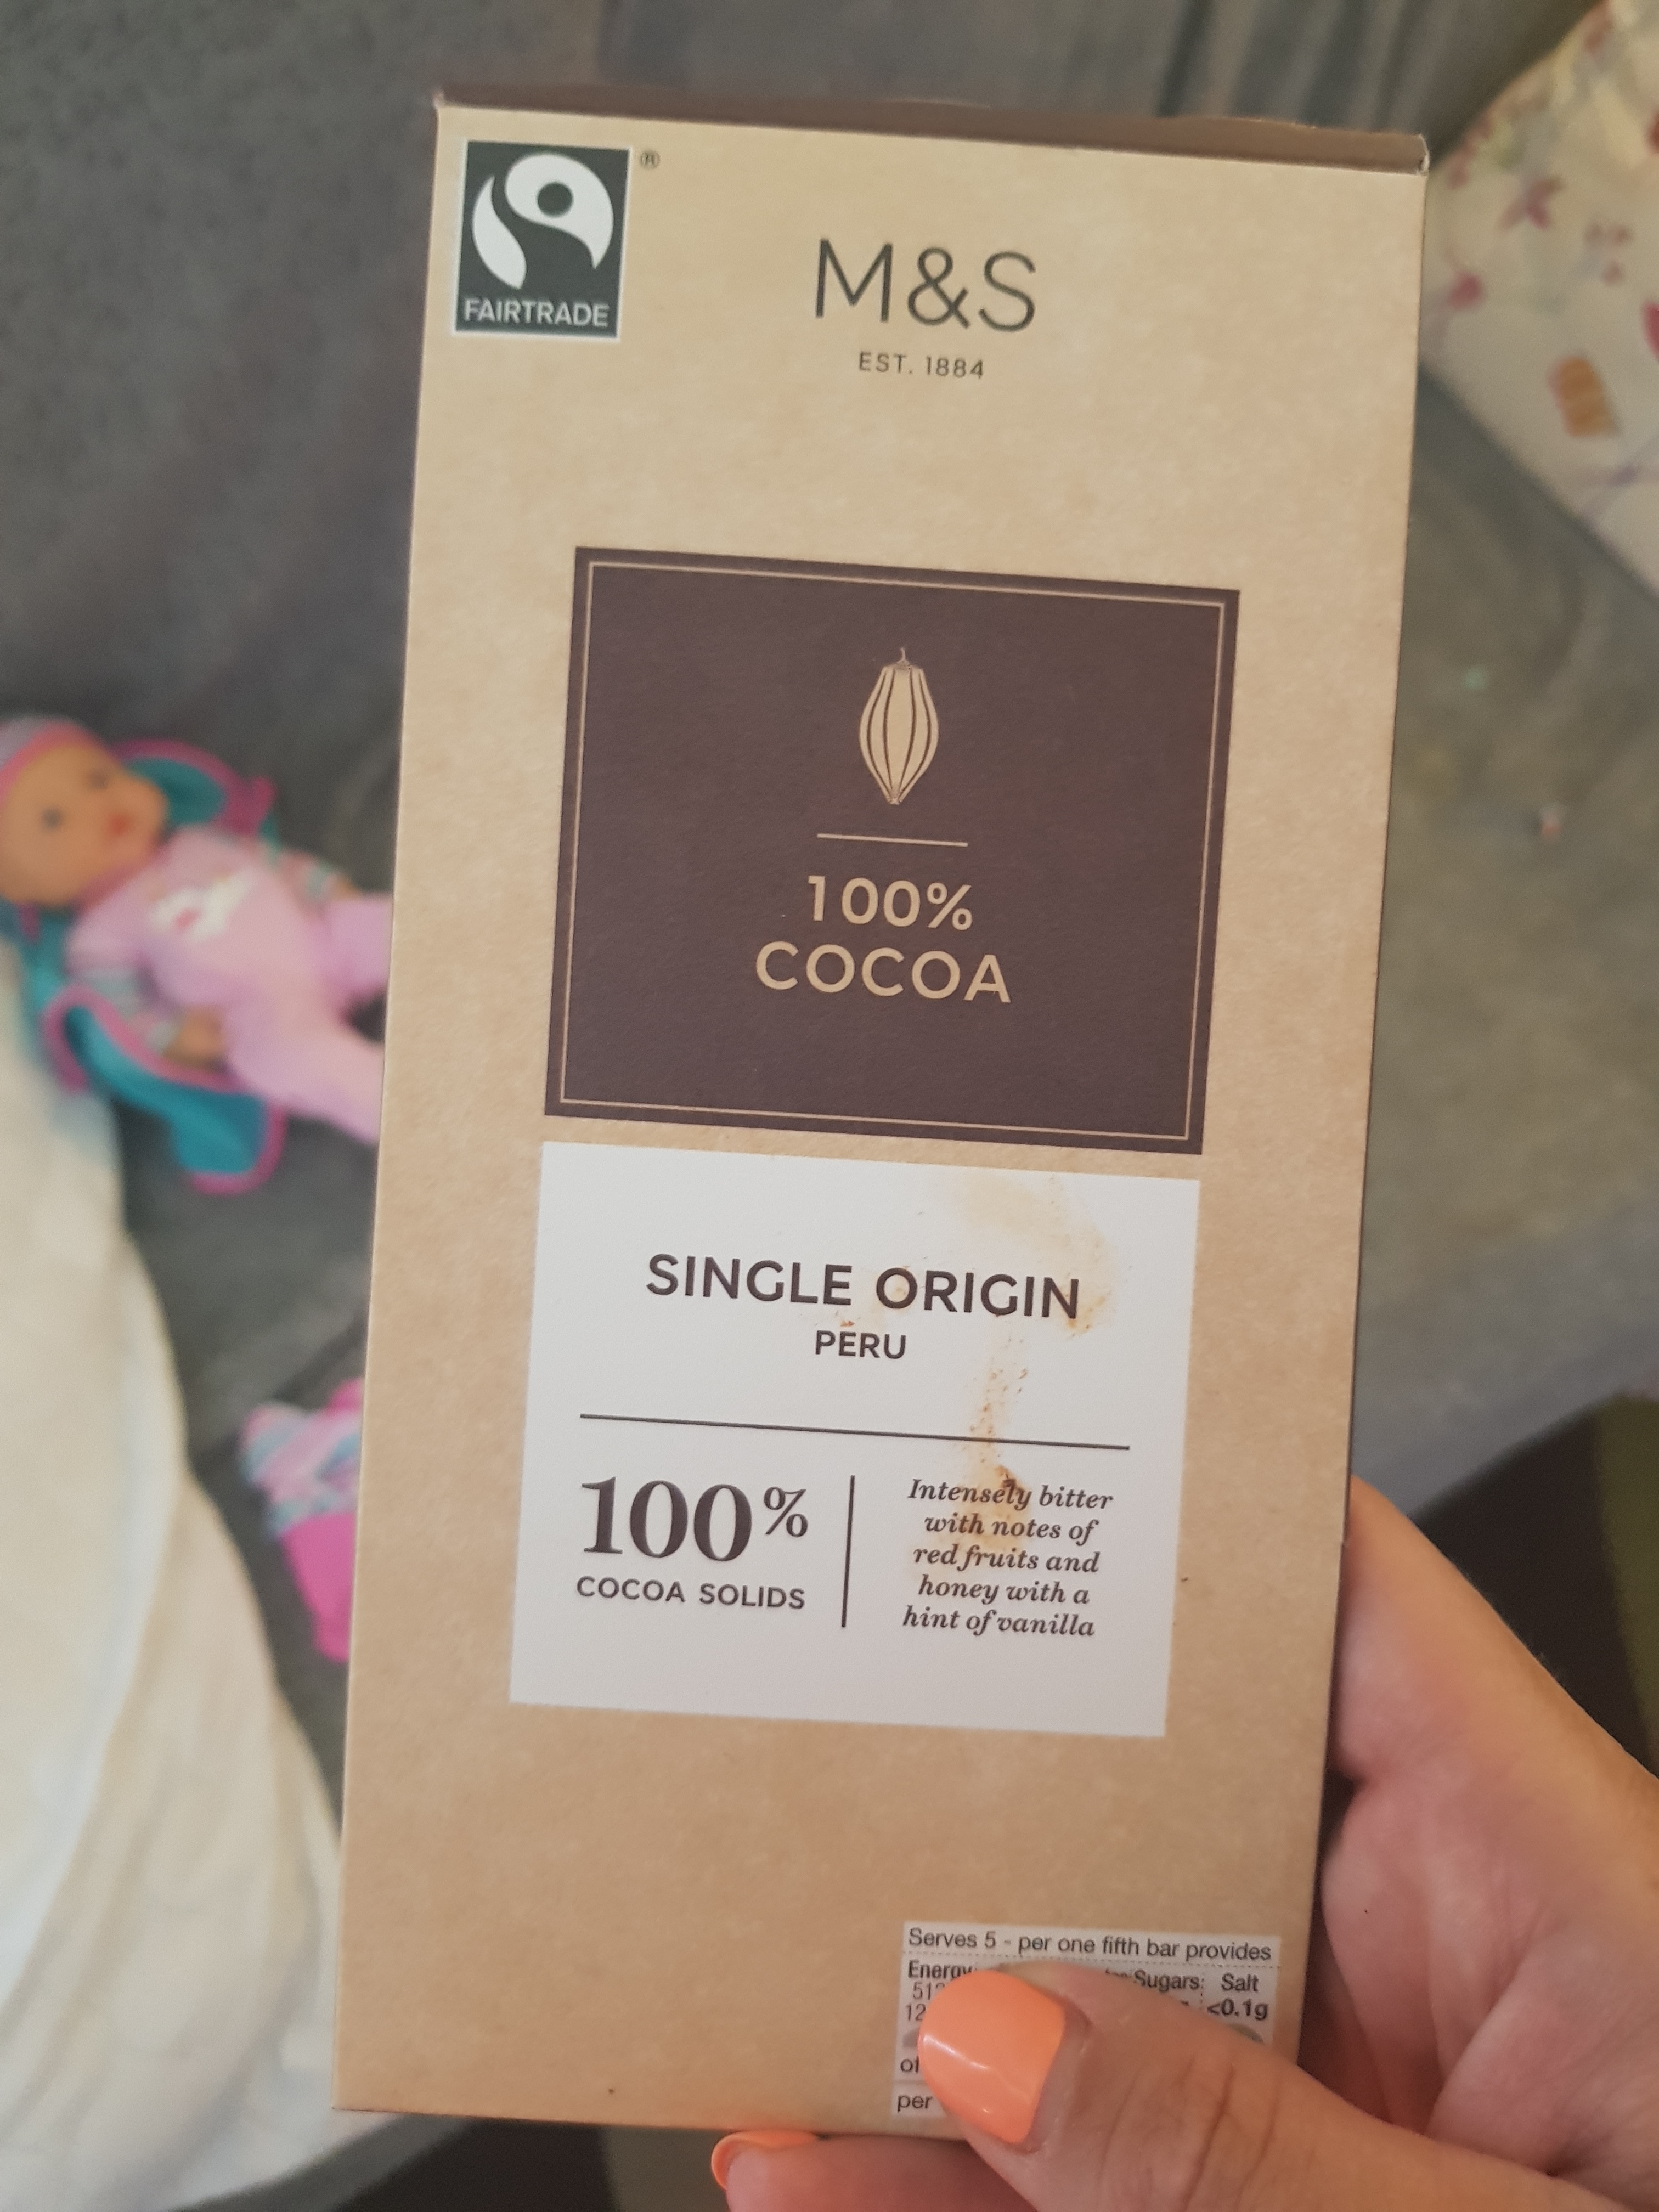 FAIRTRADE
®
M&S
EST. 1884
100%
COCOA
SINGLE ORIGIN
PERU
100%
COCOA SOLIDS
Intensely bitter
with notes of
red fruits and
honey with a
hint of vanilla
Serves 5 - per one fifth bar provides
Energy Sugars Salt
<0.1g
per